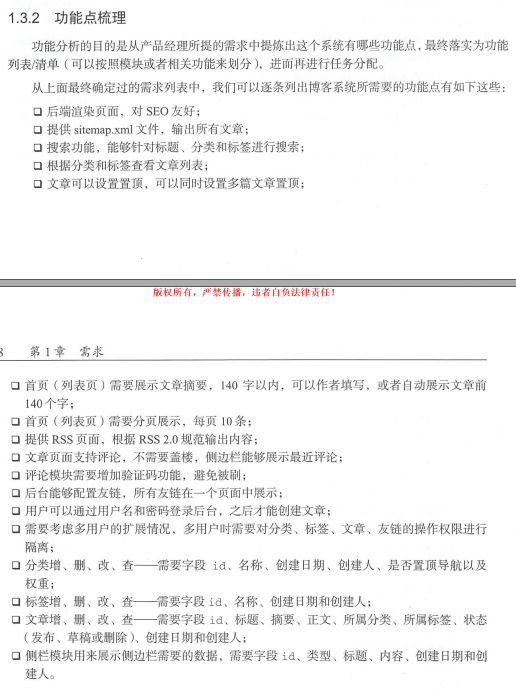 1.3.2 功能点梳理
功能分析的目的是从产品经理所提的需求中提炼出这个系统有哪些功能点，最终落实为功能
列表/清单（可以按照模块或者相关功能来划分），进而再进行任务分配。
从上面最终确定过的需求列表中，我们可以逐条列出博客系统所需要的功能点有如下这些：
❑ 后端渲染页面，对 SEO 友好；
❑ 提供 sitemap.xml 文件，输出所有文章；
❑ 搜索功能，能够针对标题、分类和标签进行搜索；
❑ 根据分类和标签查看文章列表；
❑ 文章可以设置置顶，可以同时设置多篇文章置顶；
版权所有，严禁传播，违者自负法律责任！
8 第 1 章 需求
❑ 首页（列表页）需要展示文章摘要，140 字以内，可以作者填写，或者自动展示文章前
140 个字；
❑ 首页（列表页）需要分页展示，每页 10 条；
❑ 提供 RSS 页面，根据 RSS 2.0 规范输出内容；
❑ 文章页面支持评论，不需要盖楼，侧边栏能够展示最近评论；
❑ 评论模块需要增加验证码功能，避免被刷；
❑ 后台能够配置友链，所有友链在一个页面中展示；
❑ 用户可以通过用户名和密码登录后台，之后才能创建文章；
❑ 需要考虑多用户的扩展情况，多用户时需要对分类、标签、文章、友链的操作权限进行
隔离；
❑ 分类增、删、改、查——需要字段 id、名称、创建日期、创建人、是否置顶导航以及
权重；
❑ 标签增、删、改、查——需要字段 id、名称、创建日期和创建人；
❑ 文章增、删、改、查——需要字段 id、标题、摘要、正文、所属分类、所属标签、状态
（发布、草稿或删除）、创建日期和创建人；
❑ 侧栏模块用来展示侧边栏需要的数据，需要字段 id、类型、标题、内容、创建日期和创
建人。